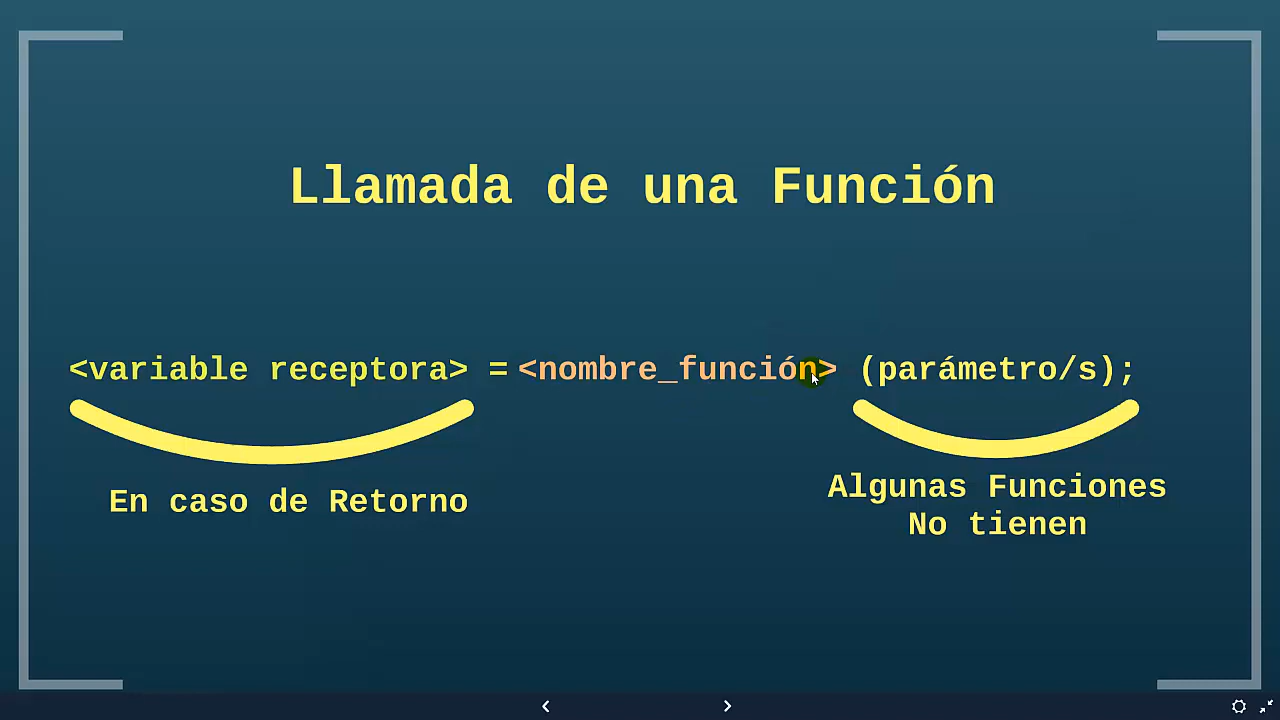 Llamada de una Función
<variable receptora> = <nombre_función> (parámetro/s);
En caso de Retorno
Algunas Funciones
No tienen